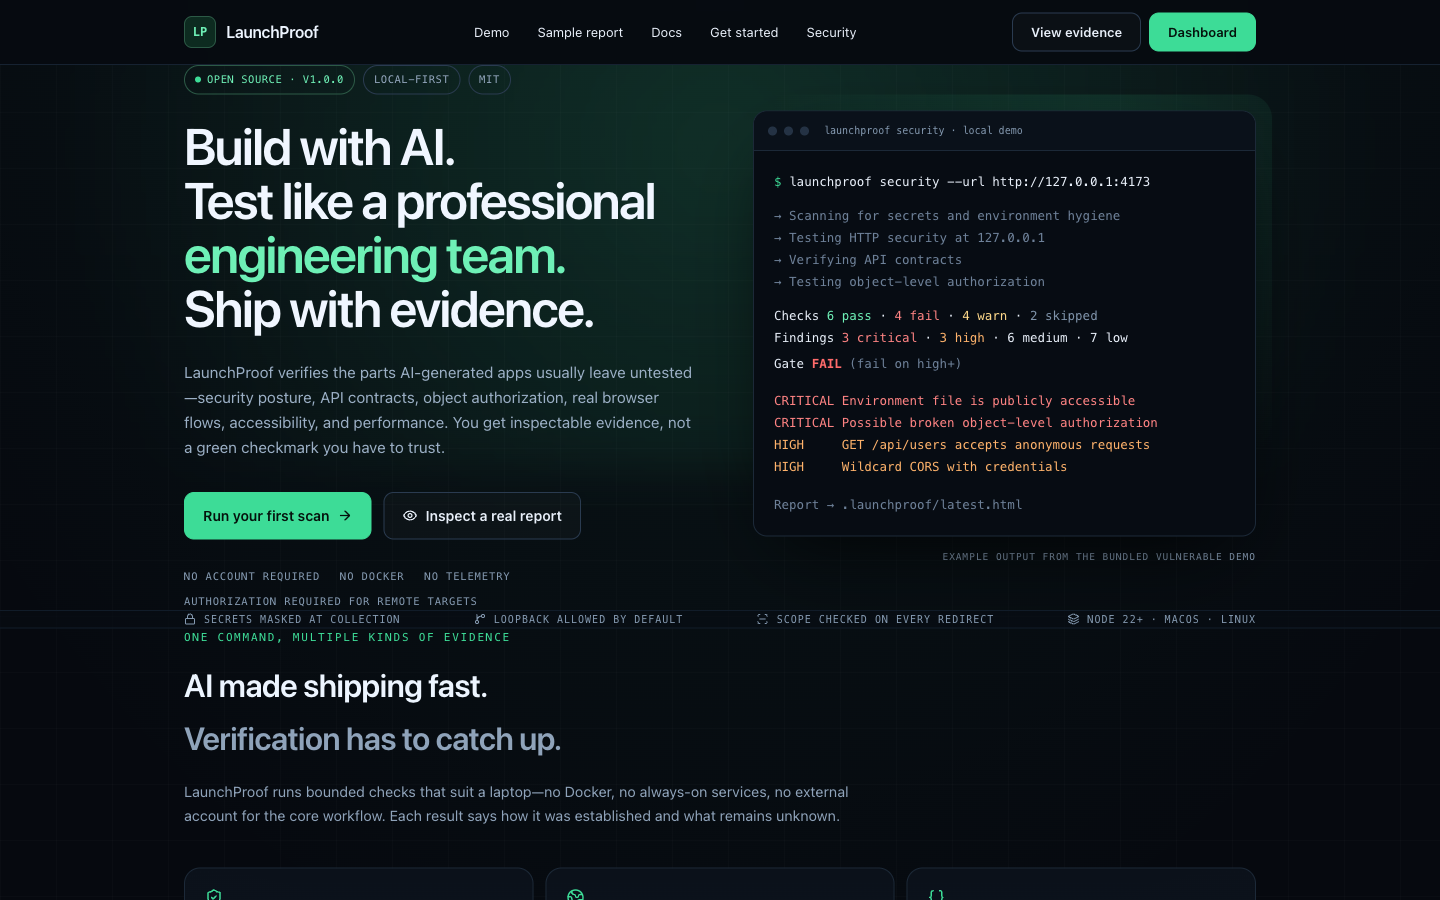 LP LaunchProof Demo Sample report Docs Get started Security View evidence Dashboard
OPEN SOURCE · V1.0.0 LOCAL-FIRST MIT
Build with AI.
Test like a professional
engineering team.
Ship with evidence.
LaunchProof verifies the parts AI-generated apps usually leave untested
—security posture, API contracts, object authorization, real browser
flows, accessibility, and performance. You get inspectable evidence, not
a green checkmark you have to trust.
Run your first scan → Inspect a real report
NO ACCOUNT REQUIRED NO DOCKER NO TELEMETRY
AUTHORIZATION REQUIRED FOR REMOTE TARGETS
launchproof security · local demo
$ launchproof security --url http://127.0.0.1:4173
→ Scanning for secrets and environment hygiene
→ Testing HTTP security at 127.0.0.1
→ Verifying API contracts
→ Testing object-level authorization
Checks 6 pass · 4 fail · 4 warn · 2 skipped
Findings 3 critical · 3 high · 6 medium · 7 low
Gate FAIL (fail on high+)
CRITICAL Environment file is publicly accessible
CRITICAL Possible broken object-level authorization
HIGH GET /api/users accepts anonymous requests
HIGH Wildcard CORS with credentials
Report → .launchproof/latest.html
EXAMPLE OUTPUT FROM THE BUNDLED VULNERABLE DEMO
SECRETS MASKED AT COLLECTION LOOPBACK ALLOWED BY DEFAULT SCOPE CHECKED ON EVERY REDIRECT NODE 22+ · MACOS · LINUX
ONE COMMAND, MULTIPLE KINDS OF EVIDENCE
AI made shipping fast.
Verification has to catch up.
LaunchProof runs bounded checks that suit a laptop—no Docker, no always-on services, no external
account for the core workflow. Each result says how it was established and what remains unknown.